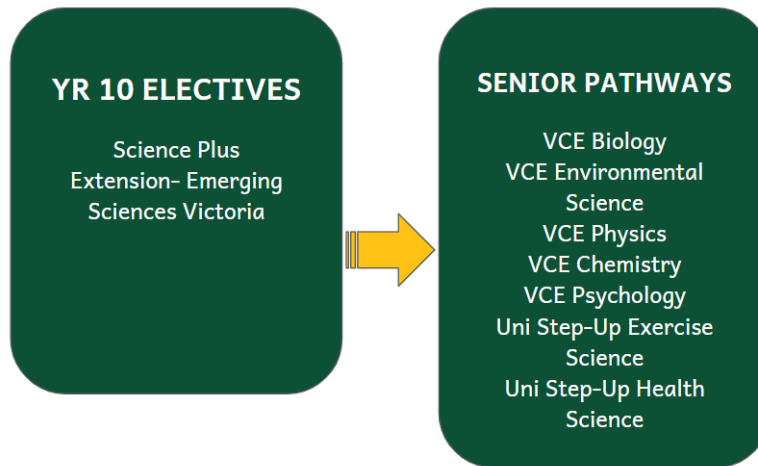 YR 10 ELECTIVES
Science Plus
Extension- Emerging
Sciences Victoria
SENIOR PATHWAYS
VCE Biology
VCE Environmental
Science
VCE Physics
VCE Chemistry
VCE Psychology
Uni Step-Up Exercise
Science
Uni Step-Up Health
Science